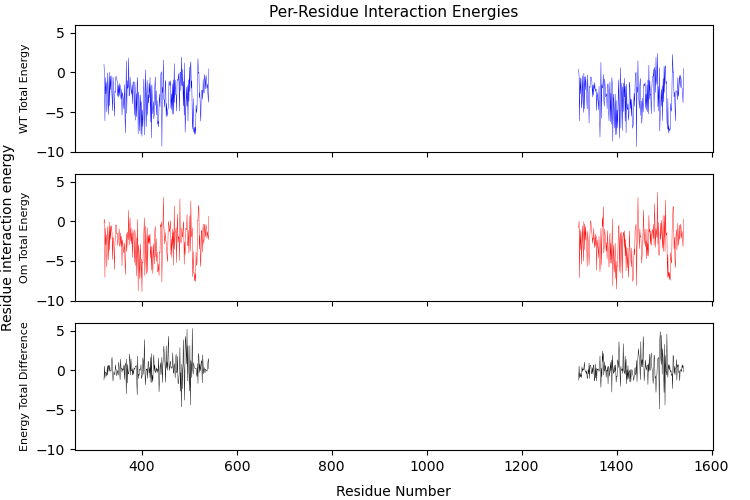 Per-Residue Interaction Energies
Residue interaction energy
WT Total Energy
5
0
−5
−10
Om Total Energy
5
0
−5
−10
Energy Total Difference
5
0
−5
−10
400 600 800 1000 1200 1400 1600
Residue Number